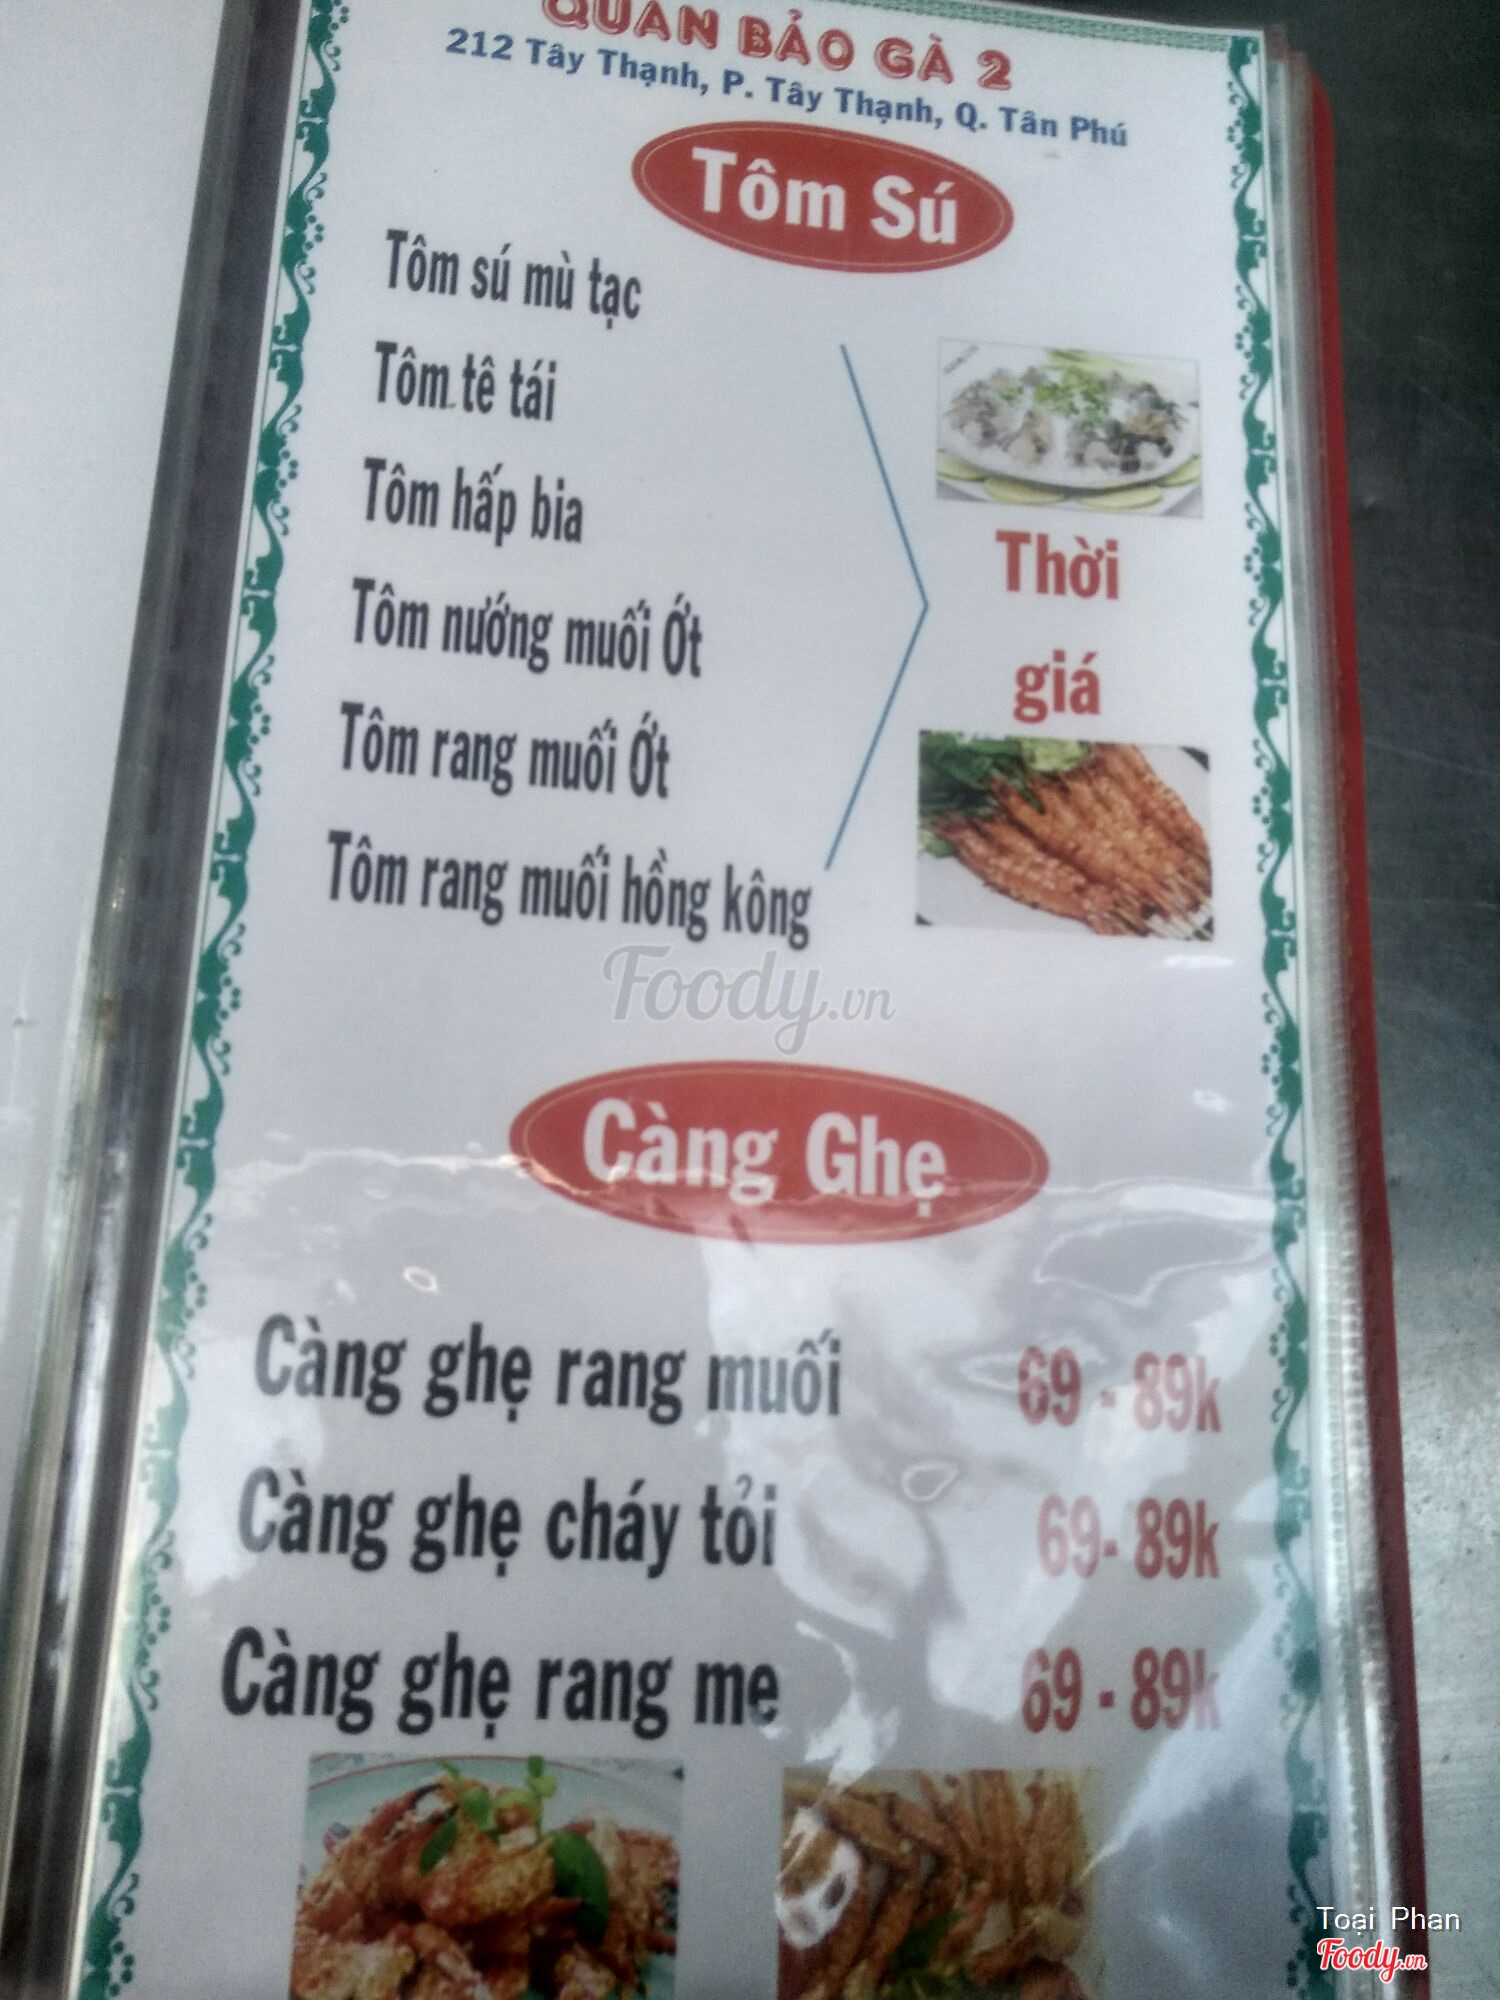 QUÁN BẢO GÀ 2
212 Tây Thạnh, P. Tây Thạnh, Q. Tân Phú
Tôm Sú
Tôm sú mù tạc
Tôm tê tái
Tôm hấp bia
Tôm nướng muối Ớt
Tôm rang muối Ớt
Tôm rang muối hồng kông
Thời
giá
Foody.vn
Càng Ghẹ
Càng ghẹ rang muối 69 - 89k
Càng ghẹ cháy tỏi 69- 89k
Càng ghẹ rang me 69 - 89k
Toại Phan
Foody.vn